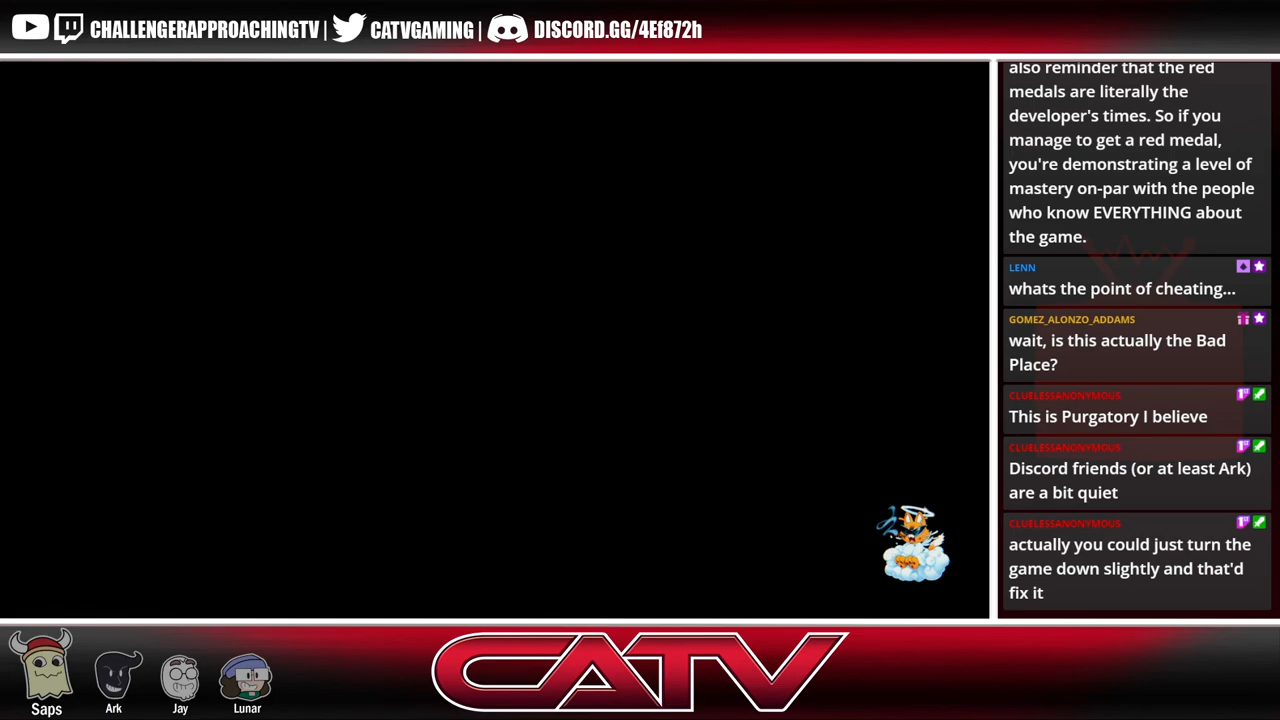 CHALLENGERAPPROACHINGTV | CATVGAMING | DISCORD.GG/4Ef872h
also reminder that the red
medals are literally the
developer's times. So if you
manage to get a red medal,
you're demonstrating a level of
mastery on-par with the people
who know EVERYTHING about
the game.
LENN
whats the point of cheating...
GOMEZ_ALONZO_ADDAMS
wait, is this actually the Bad
Place?
CLUELESSANONYMOUS
This is Purgatory I believe
CLUELESSANONYMOUS
Discord friends (or at least Ark)
are a bit quiet
CLUELESSANONYMOUS
actually you could just turn the
game down slightly and that'd
fix it
Saps
Ark
Jay
Lunar
CATV